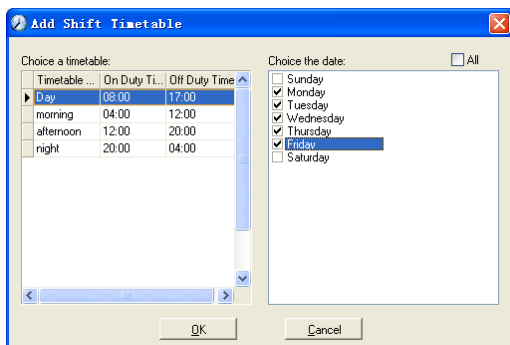 Add Shift Timetable
Choice a timetable:
Timetable ... On Duty Ti... Off Duty Time
Day 08:00 17:00
morning 04:00 12:00
afternoon 12:00 20:00
night 20:00 04:00
Choice the date: All
Sunday
Monday
Tuesday
Wednesday
Thursday
Friday
Saturday
OK Cancel